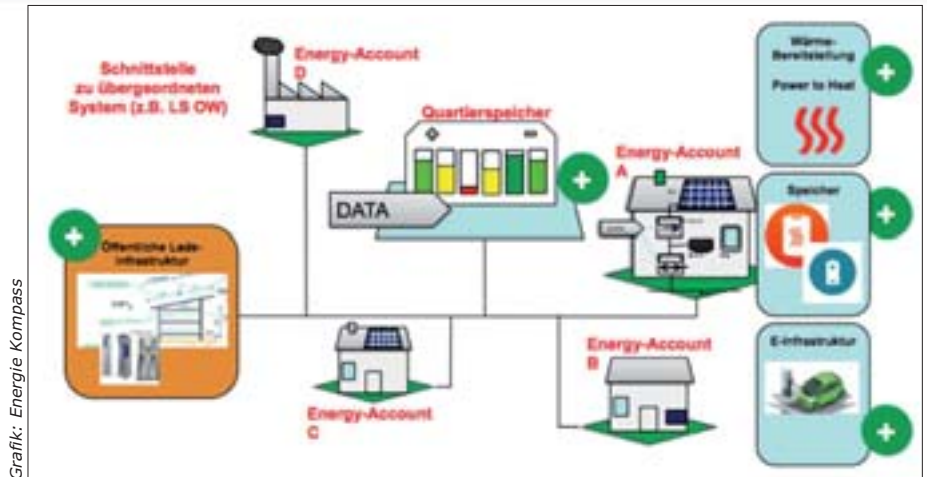 Schnittstelle
zu übergeordneten
System (z.B. LS OW)
Energy-Account
D
Quartierspeicher
DATA
Energy-Account
A
Wärme-
Bereitstellung
Power to Heat
Speicher
E-Infrastruktur
Öffentliche Lade-
infrastruktur
Energy-Account
C
Energy-Account
B
Grafik: Energie Kompass